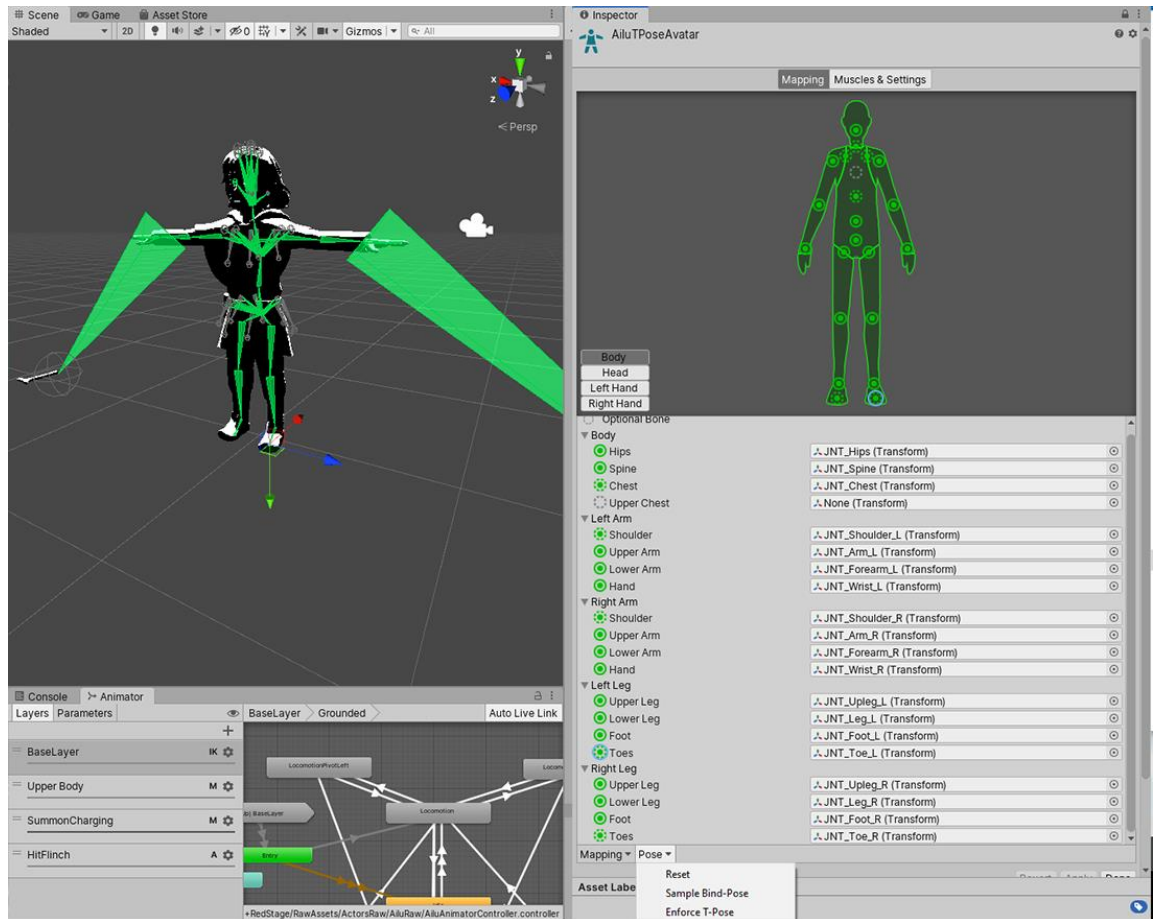 Scene Game Asset Store
Shaded 2D 0 Gizmos All
y
x
z
Persp
Console Animator
Layers Parameters BaseLayer Grounded Auto Live Link
BaseLayer IK
Upper Body M
SummonCharging M
HitFlinch A
LocomotionPivotLeft
Locomotion
Entry
+RedStage/RawAssets/ActorsRaw/AiluRaw/AiluAnimatorController.controller
Inspector
AiluTPoseAvatar
Mapping Muscles & Settings
Body
Head
Left Hand
Right Hand
Optional Bone
Body
Hips JNT_Hips (Transform)
Spine JNT_Spine (Transform)
Chest JNT_Chest (Transform)
Upper Chest None (Transform)
Left Arm
Shoulder JNT_Shoulder_L (Transform)
Upper Arm JNT_Arm_L (Transform)
Lower Arm JNT_Forearm_L (Transform)
Hand JNT_Wrist_L (Transform)
Right Arm
Shoulder JNT_Shoulder_R (Transform)
Upper Arm JNT_Arm_R (Transform)
Lower Arm JNT_Forearm_R (Transform)
Hand JNT_Wrist_R (Transform)
Left Leg
Upper Leg JNT_Upleg_L (Transform)
Lower Leg JNT_Leg_L (Transform)
Foot JNT_Foot_L (Transform)
Toes JNT_Toe_L (Transform)
Right Leg
Upper Leg JNT_Upleg_R (Transform)
Lower Leg JNT_Leg_R (Transform)
Foot JNT_Foot_R (Transform)
Toes JNT_Toe_R (Transform)
Mapping Pose
Reset
Sample Bind-Pose
Enforce T-Pose
Asset Labe